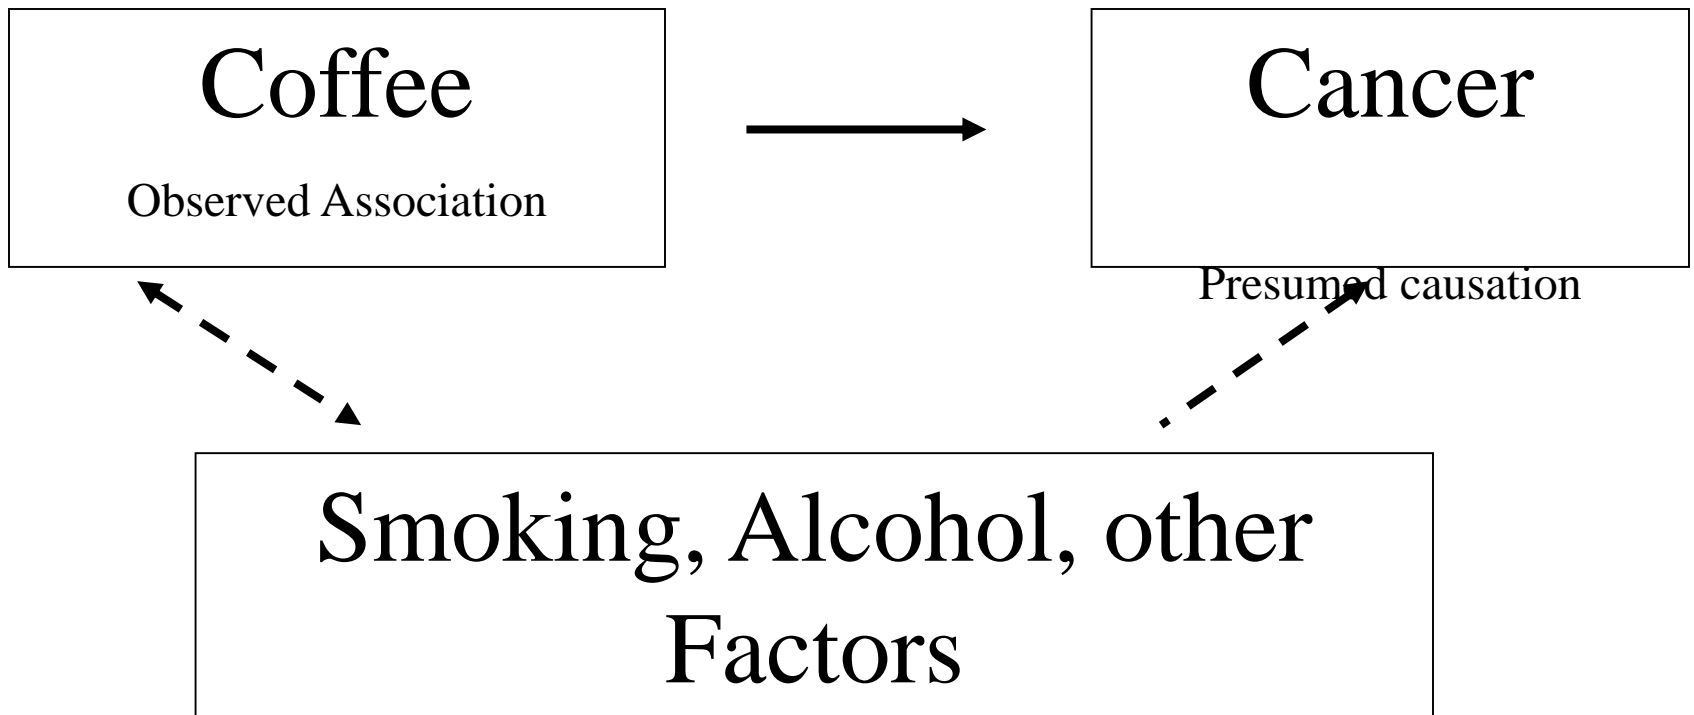 Coffee
Observed Association
Cancer
Presumed causation
Smoking, Alcohol, other
Factors